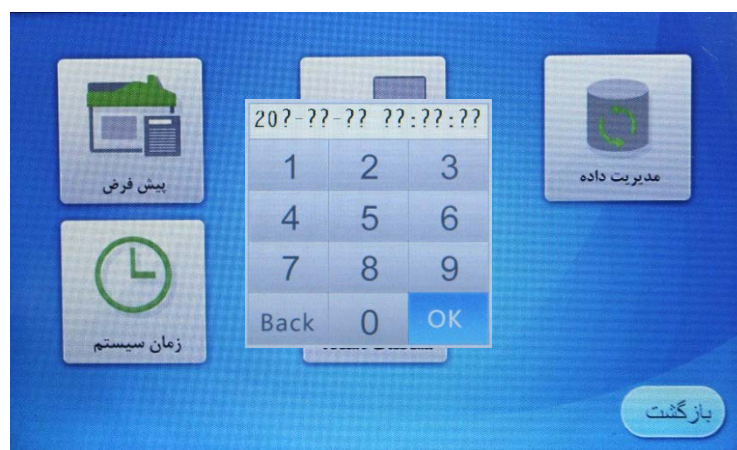 پیش فرض
مدیریت داده
زمان سیستم
20?-??-?? ??:??:??
1 2 3
4 5 6
7 8 9
Back 0 OK
بازگشت